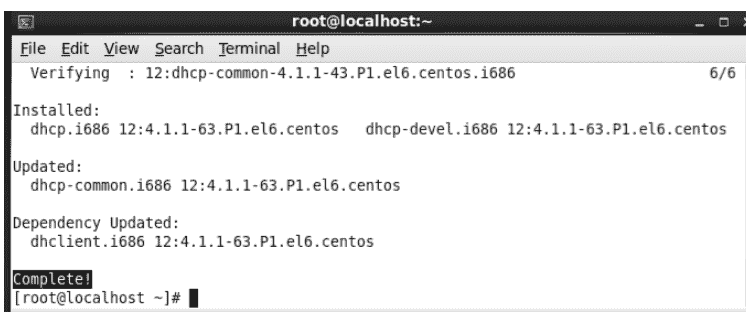 root@localhost:~
File Edit View Search Terminal Help
Verifying : 12:dhcp-common-4.1.1-43.P1.el6.centos.i686 6/6
Installed:
dhcp.i686 12:4.1.1-63.P1.el6.centos dhcp-devel.i686 12:4.1.1-63.P1.el6.centos
Updated:
dhcp-common.i686 12:4.1.1-63.P1.el6.centos
Dependency Updated:
dhclient.i686 12:4.1.1-63.P1.el6.centos
Complete!
[root@localhost ~]#